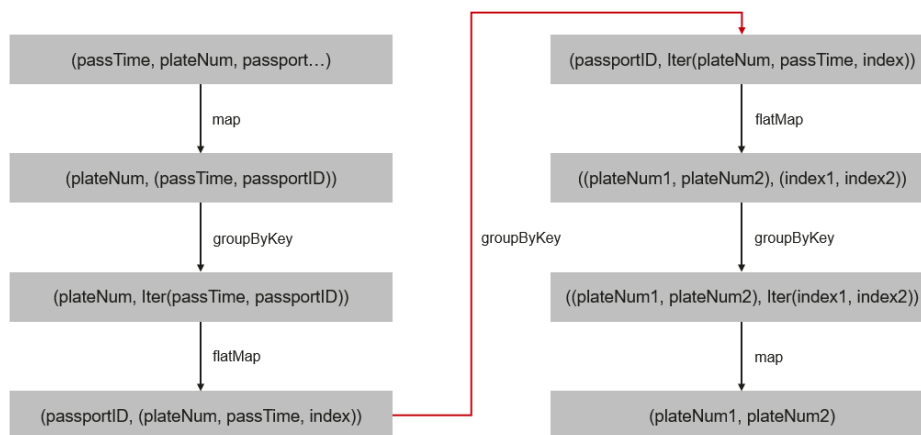 (passTime, plateNum, passport…)
map
(plateNum, (passTime, passportID))
groupByKey
(plateNum, Iter(passTime, passportID))
flatMap
(passportID, (plateNum, passTime, index))
groupByKey
(passportID, Iter(plateNum, passTime, index))
flatMap
((plateNum1, plateNum2), (index1, index2))
groupByKey
((plateNum1, plateNum2), Iter(index1, index2))
map
(plateNum1, plateNum2)